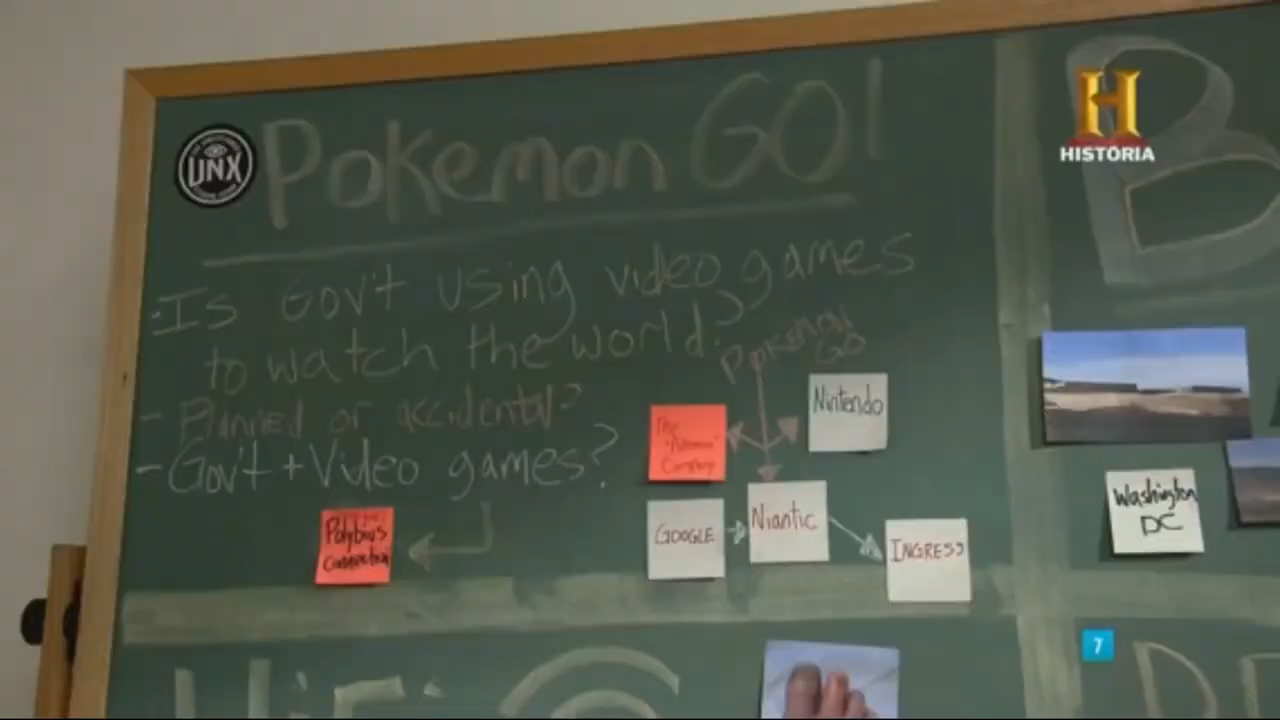 Pokemon GO!
UNX
H
HISTORIA
- Is Gov't using video games
to watch the world?
- Planned or accidental?
- Gov't + Video games?
POKEMON
GO
Nintendo
The
"Pokemon"
Company
Polybius
Connection
GOOGLE
Niantic
INGRESS
Washington
DC
7